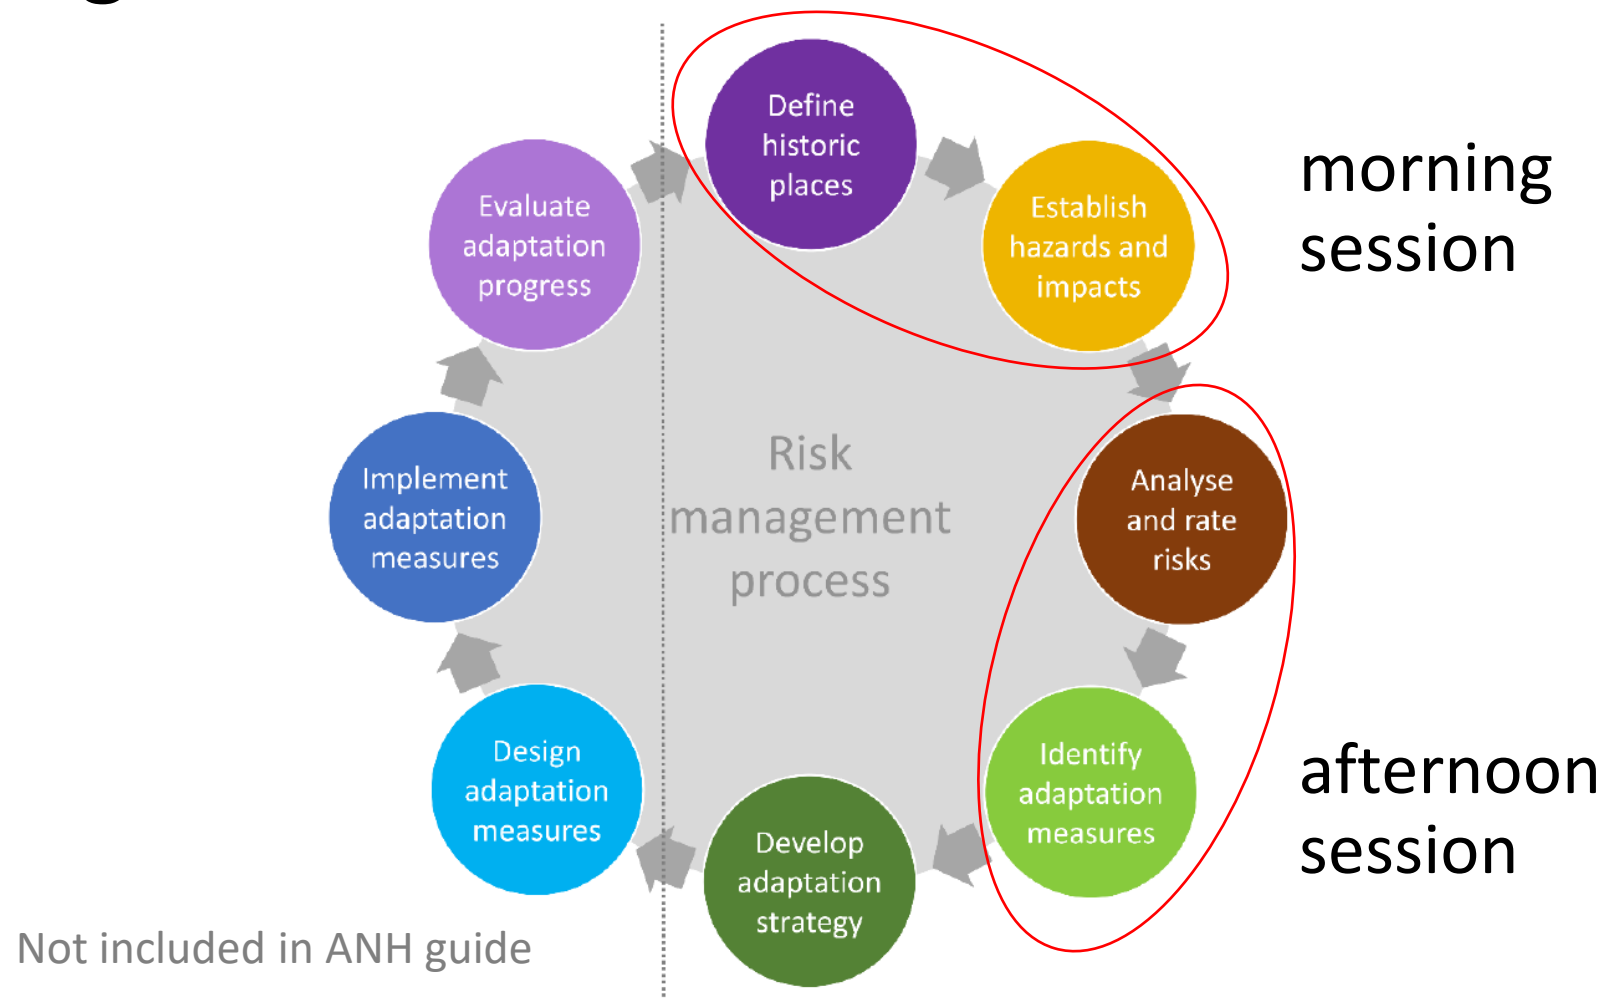 Define
historic
places
Establish
hazards and
impacts
morning
session
Analyse
and rate
risks
Identify
adaptation
measures
afternoon
session
Develop
adaptation
strategy
Design
adaptation
measures
Implement
adaptation
measures
Evaluate
adaptation
progress
Risk
management
process
Not included in ANH guide